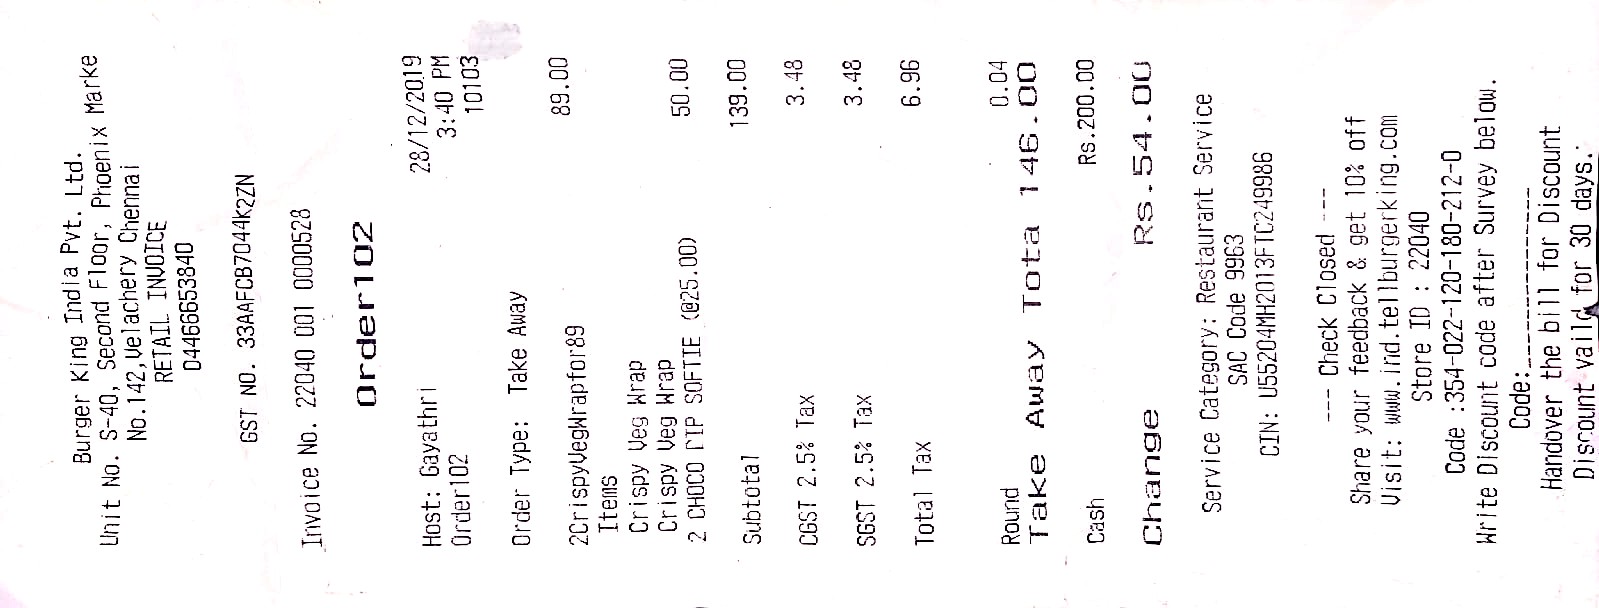 Burger King India Pvt. Ltd.
Unit No. S-40, Second Floor, Phoenix Marke
No.142,Velachery Chennai
RETAIL INVOICE
04466653840
GST NO. 33AAFCB7044K2ZN
Invoice No. 22040 001 0000528
Order102
Host: Gayathri 28/12/2019
Order102 3:40 PM
10103
Order Type: Take Away
2CrispyVegWrapfor89 89.00
Items
Crispy Veg Wrap
Crispy Veg Wrap
2 CHOCO DIP SOFTIE (@25.00) 50.00
Subtotal 139.00
CGST 2.5% Tax 3.48
SGST 2.5% Tax 3.48
Total Tax 6.96
Round 0.04
Take Away Tota 146.00
Cash Rs.200.00
Change Rs.54.00
Service Category: Restaurant Service
SAC Code 9963
CIN: U55204MH2013FTC249986
--- Check Closed ---
Share your feedback & get 10% off
Visit: www.ind.tellburgerking.com
Store ID : 22040
Code :354-022-120-180-212-0
Write Discount code after Survey below.
Code:_______________
Handover the bill for Discount
Discount vaild for 30 days.